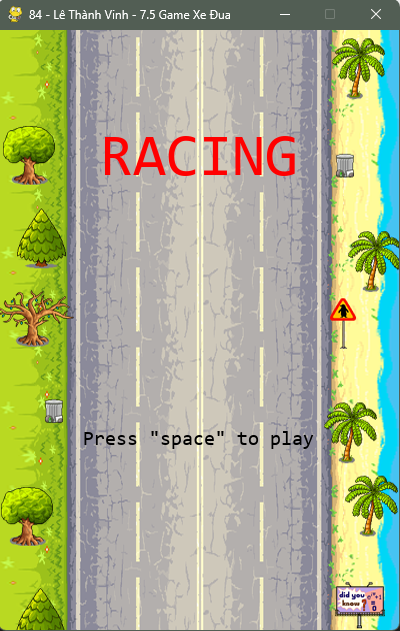 84 - Lê Thành Vinh - 7.5 Game Xe Đua
RACING
Press "space" to play
did you
know ?